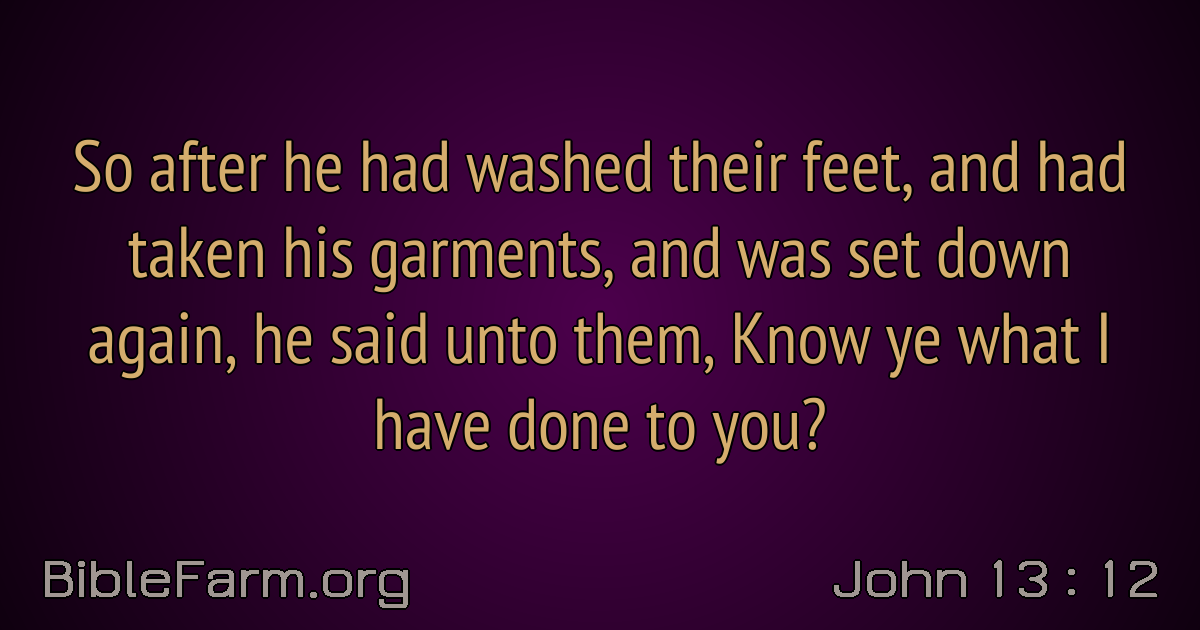 So after he had washed their feet, and had
taken his garments, and was set down
again, he said unto them, Know ye what I
have done to you?
BibleFarm.org
John 13 : 12